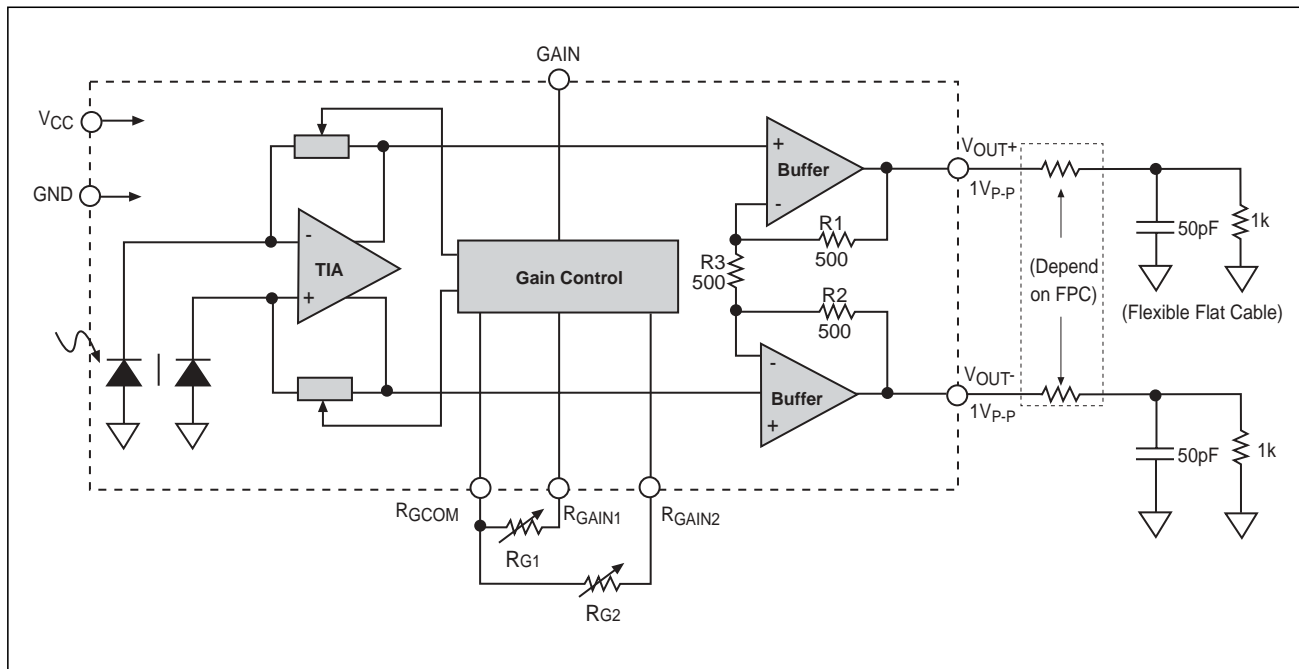 GAIN
VCC
GND
TIA
-
+
Gain Control
+
Buffer
-
R1
500
R3
500
R2
500
-
Buffer
+
VOUT+
1VP-P
VOUT-
1VP-P
(Depend
on FPC)
50pF
1k
(Flexible Flat Cable)
50pF
1k
RGCOM
RGAIN1
RGAIN2
RG1
RG2